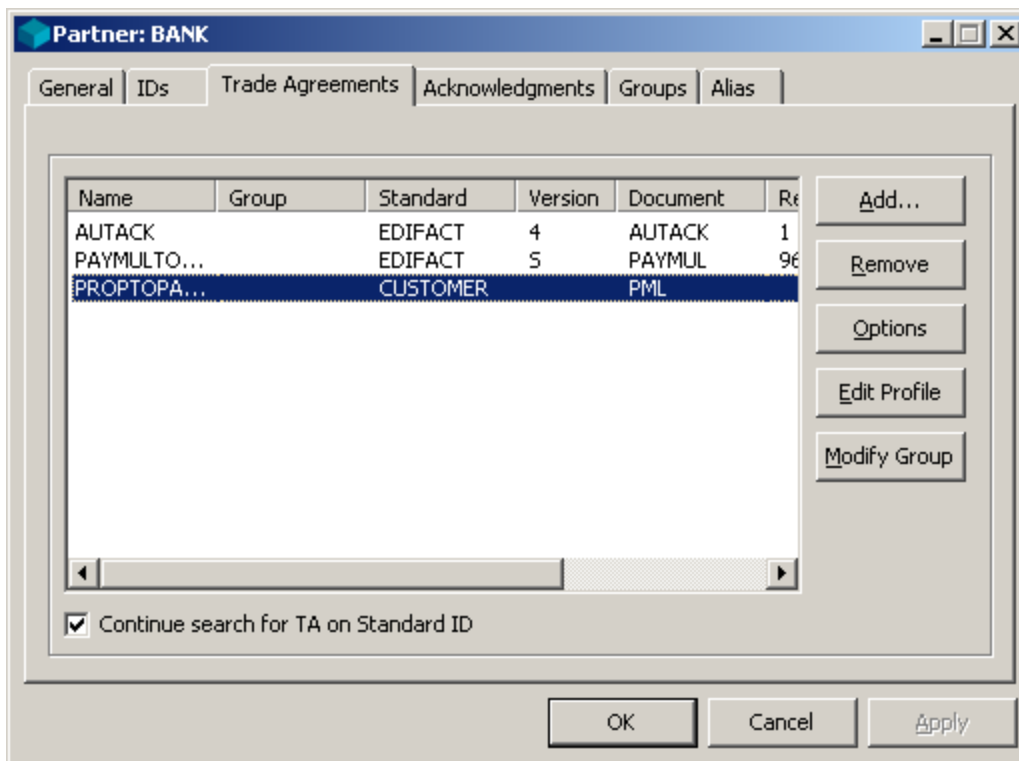 Partner: BANK
General IDs Trade Agreements Acknowledgments Groups Alias
Name Group Standard Version Document Re
AUTACK EDIFACT 4 AUTACK 1
PAYMULTO... EDIFACT S PAYMUL 96
PROPTOPA... CUSTOMER PML
Add...
Remove
Options
Edit Profile
Modify Group
Continue search for TA on Standard ID
OK Cancel Apply